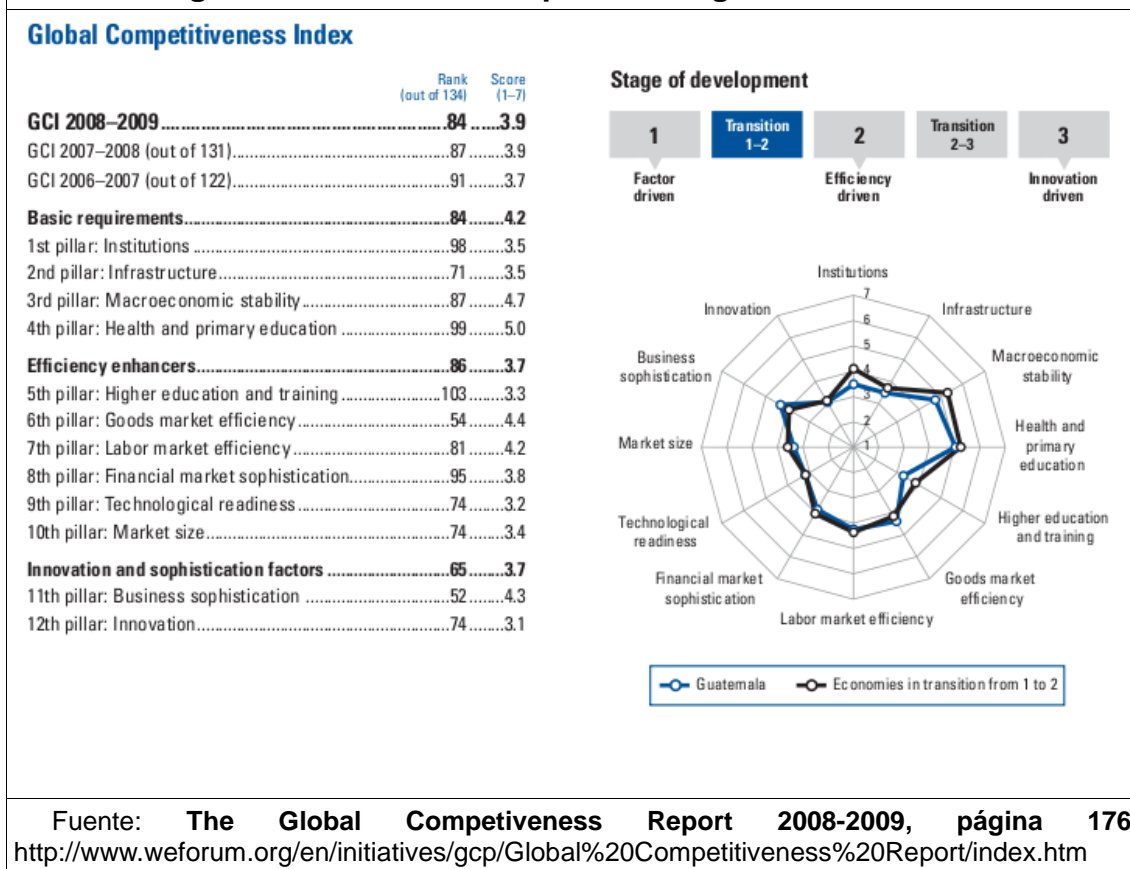 Global Competitiveness Index
Rank Score
(out of 134) (1–7)
GCI 2008–2009......................................................84......3.9
GCI 2007–2008 (out of 131)......................................................87........3.9
GCI 2006–2007 (out of 122)......................................................91........3.7
Basic requirements......................................................84........4.2
1st pillar: Institutions ......................................................98........3.5
2nd pillar: Infrastructure......................................................71........3.5
3rd pillar: Macroeconomic stability......................................................87........4.7
4th pillar: Health and primary education ......................................................99........5.0
Efficiency enhancers......................................................86........3.7
5th pillar: Higher education and training......................................................103........3.3
6th pillar: Goods market efficiency......................................................54........4.4
7th pillar: Labor market efficiency......................................................81........4.2
8th pillar: Financial market sophistication......................................................95........3.8
9th pillar: Technological readiness......................................................74........3.2
10th pillar: Market size......................................................74........3.4
Innovation and sophistication factors ......................................................65........3.7
11th pillar: Business sophistication ......................................................52........4.3
12th pillar: Innovation......................................................74........3.1
Stage of development
1
Transition
1–2
2
Transition
2–3
3
Factor
driven
Efficiency
driven
Innovation
driven
Institutions
Infrastructure
Macroeconomic
stability
Health and
primary
education
Higher education
and training
Goods market
efficiency
Labor market efficiency
Financial market
sophistication
Technological
readiness
Market size
Business
sophistication
Innovation
7
6
5
4
3
2
1
Guatemala
Economies in transition from 1 to 2
Fuente: The Global Competiveness Report 2008-2009, página 176
http://www.weforum.org/en/initiatives/gcp/Global%20Competitiveness%20Report/index.htm